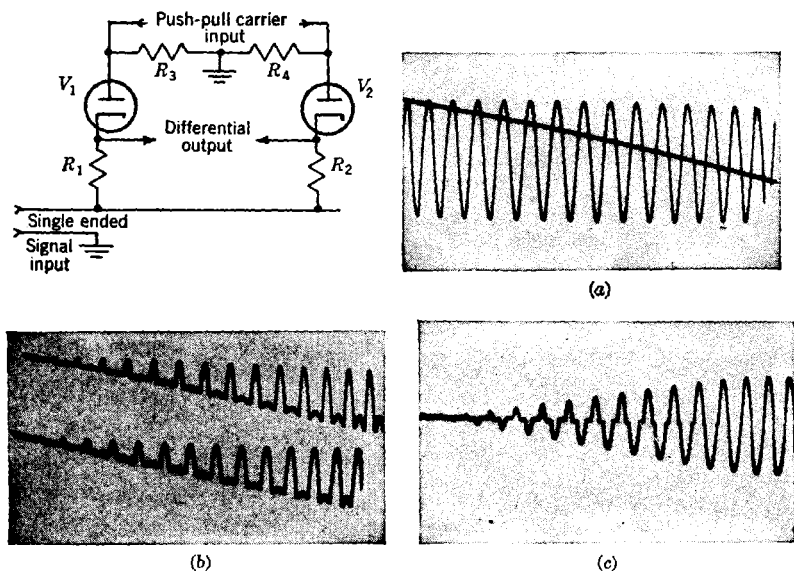 Push-pull carrier
input
R3
R4
V1
V2
Differential
output
R1
R2
Single ended
Signal
input
(a)
(b)
(c)